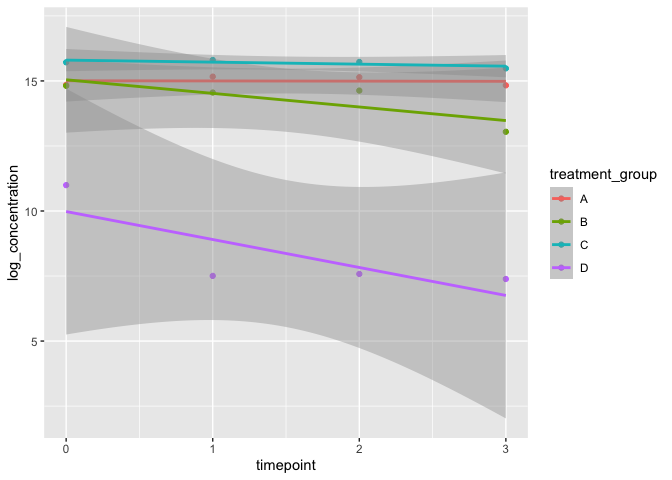 15
10
5
log_concentration
0 1 2 3
timepoint
treatment_group
A
B
C
D